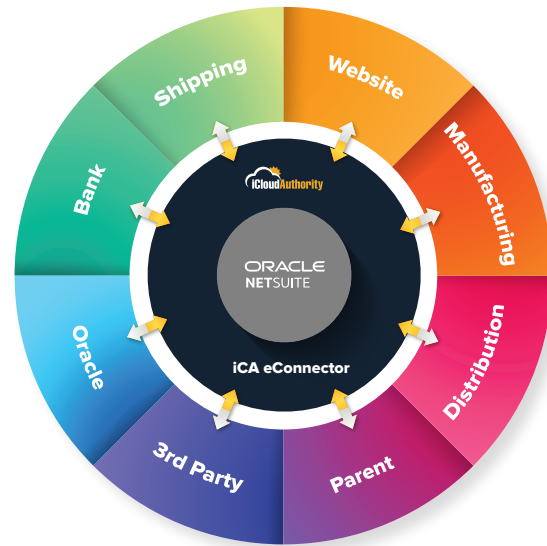 Shipping
Website
Manufacturing
Distribution
Parent
3rd Party
Oracle
Bank
iCloudAuthority
ORACLE
NETSUITE
iCA eConnector